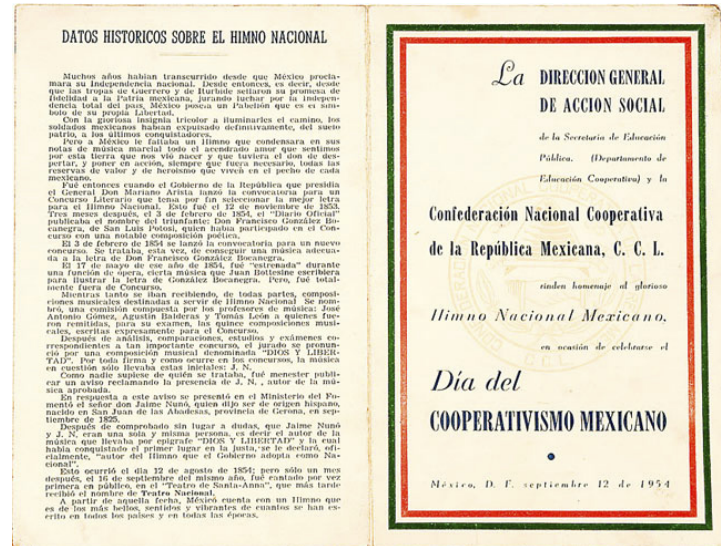 DATOS HISTORICOS SOBRE EL HIMNO NACIONAL
Muchos años habían transcurrido desde que México procla-
mara su Independencia nacional. Desde entonces, es decir, desde
que las tropas de Guerrero y de Iturbide sellaron su promesa de
fidelidad a la Patria mexicana, jurando luchar por la indepen-
dencia total del país, México poseía un Pabellón que es el sím-
bolo de su propia Libertad.
Con la gloriosa insignia tricolor a iluminarles el camino, los
soldados mexicanos habían expulsado definitivamente, del suelo
patrio, a los últimos conquistadores.
Pero a México le faltaba un Himno que condensara en sus
notas de música marcial todo el acendrado amor que sentimos
por esta tierra que nos vió nacer y que tuviera el don de des-
pertar, y poner en acción, siempre que fuera necesario, todas las
reservas de valor y de heroísmo que viven en el pecho de cada
mexicano.
Fué entonces cuando el Gobierno de la República que presidía
el General Don Mariano Arista lanzó la convocatoria para un
Concurso Literario que tenía por fin seleccionar la mejor letra
para el Himno Nacional. Esto fué el 12 de noviembre de 1853.
Tres meses después, el 3 de febrero de 1854, el "Diario Oficial"
publicaba el nombre del triunfante: Don Francisco González Bo-
canegra, de San Luis Potosí, quien había participado en el Con-
curso con una notable composición poética.
El 3 de febrero de 1854 se lanzó la convocatoria para un nuevo
concurso. Se trataba, esta vez, de conseguir una música adecua-
da a la letra de Don Francisco González Bocanegra.
El 17 de mayo de ese año de 1854, fué "estrenada" durante
una función de ópera, cierta música que Juan Bottesine escribiera
para ilustrar la letra de González Bocanegra. Pero, fué total-
mente fuera de Concurso.
Mientras tanto se iban recibiendo, de todas partes, composi-
ciones musicales destinadas a servir de Himno Nacional Se nom-
bró, una comisión compuesta por los profesores de música: José
Antonio Gómez, Agustín Balderas y Tomás León a quienes fue-
ron remitidas, para su examen, las quince composiciones musi-
cales, escritas expresamente para el Concurso.
Después de análisis, comparaciones, estudios y exámenes co-
rrespondientes a tan importante concurso, el jurado se pronun-
ció por una composición musical denominada "DIOS Y LIBER-
TAD". Por toda firma y como ocurre en los concursos, la música
en cuestión sólo llevaba estas iniciales: J. N.
Como nadie supiese de quién se trataba, fué menester publi-
car un aviso reclamando la presencia de J. N. , autor de la mú-
sica aprobada.
En respuesta a este aviso se presentó en el Ministerio del Fo-
mento el señor don Jaime Nunó, quien dijo ser de origen hispano,
nacido en San Juan de las Abadesas, provincia de Gerona, en sep-
tiembre de 1825.
Después de comprobado sin lugar a dudas, que Jaime Nunó
y J. N. eran una sola y misma persona, es decir el autor de la
música que llevaba por epígrafe "DIOS Y LIBERTAD" y la cual
había conquistado el primer lugar en la justa, se le declaró, ofi-
cialmente, "autor del Himno que el Gobierno adopta como Na-
cional".
Esto ocurrió el día 12 de agosto de 1854; pero sólo un mes
después, el 16 de septiembre del mismo año, fué cantado por vez
primera en público, en el "Teatro de Santa-Anna", que más tarde
recibió el nombre de Teatro Nacional.
A partir de aquella fecha, México cuenta con un Himno que
es de los más bellos, sentidos y vibrantes de cuantos se han es-
crito en todos los países y en todas las épocas.
La DIRECCION GENERAL
DE ACCION SOCIAL
de la Secretaría de Educación
Pública. (Departamento de
Educación Cooperativa) y la
Confederación Nacional Cooperativa
de la República Mexicana, C. C. L.
rinden homenaje al glorioso
Himno Nacional Mexicano,
en ocasión de celebrarse el
Día del
COOPERATIVISMO MEXICANO
México, D. F. septiembre 12 de 1954